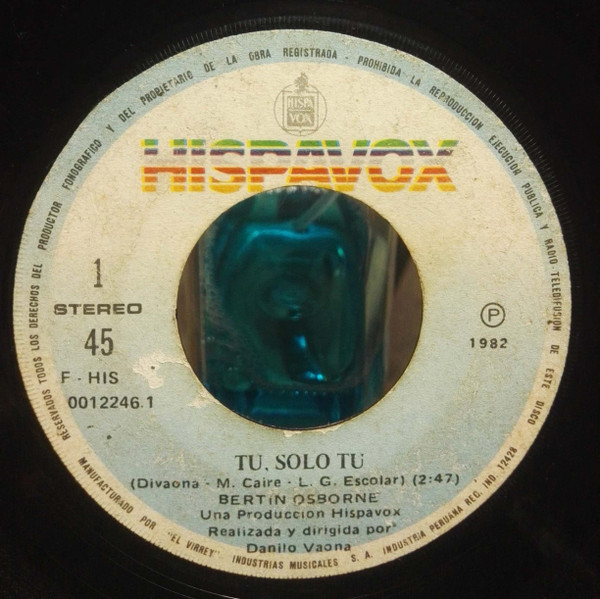 RESERVADOS TODOS LOS DERECHOS DEL PRODUCTOR FONOGRAFICO Y DEL PROPIETARIO DE LA OBRA REGISTRADA - PROHIBIDA LA REPRODUCCION EJECUCION PUBLICA Y RADIO TELEDIFUSION DE ESTE DISCO
HISPA
VOX
HISPAVOX
1
STEREO
45
F - HIS
0012246.1
P
1982
TU, SOLO TU
(Divaona - M. Caire - L. G. Escolar) (2:47)
BERTIN OSBORNE
Una Producción Hispavox
Realizada y dirigida por
Danilo Vaona
MANUFACTURADO POR "EL VIRREY" INDUSTRIAS MUSICALES S. A. INDUSTRIA PERUANA REG. IND. 12428